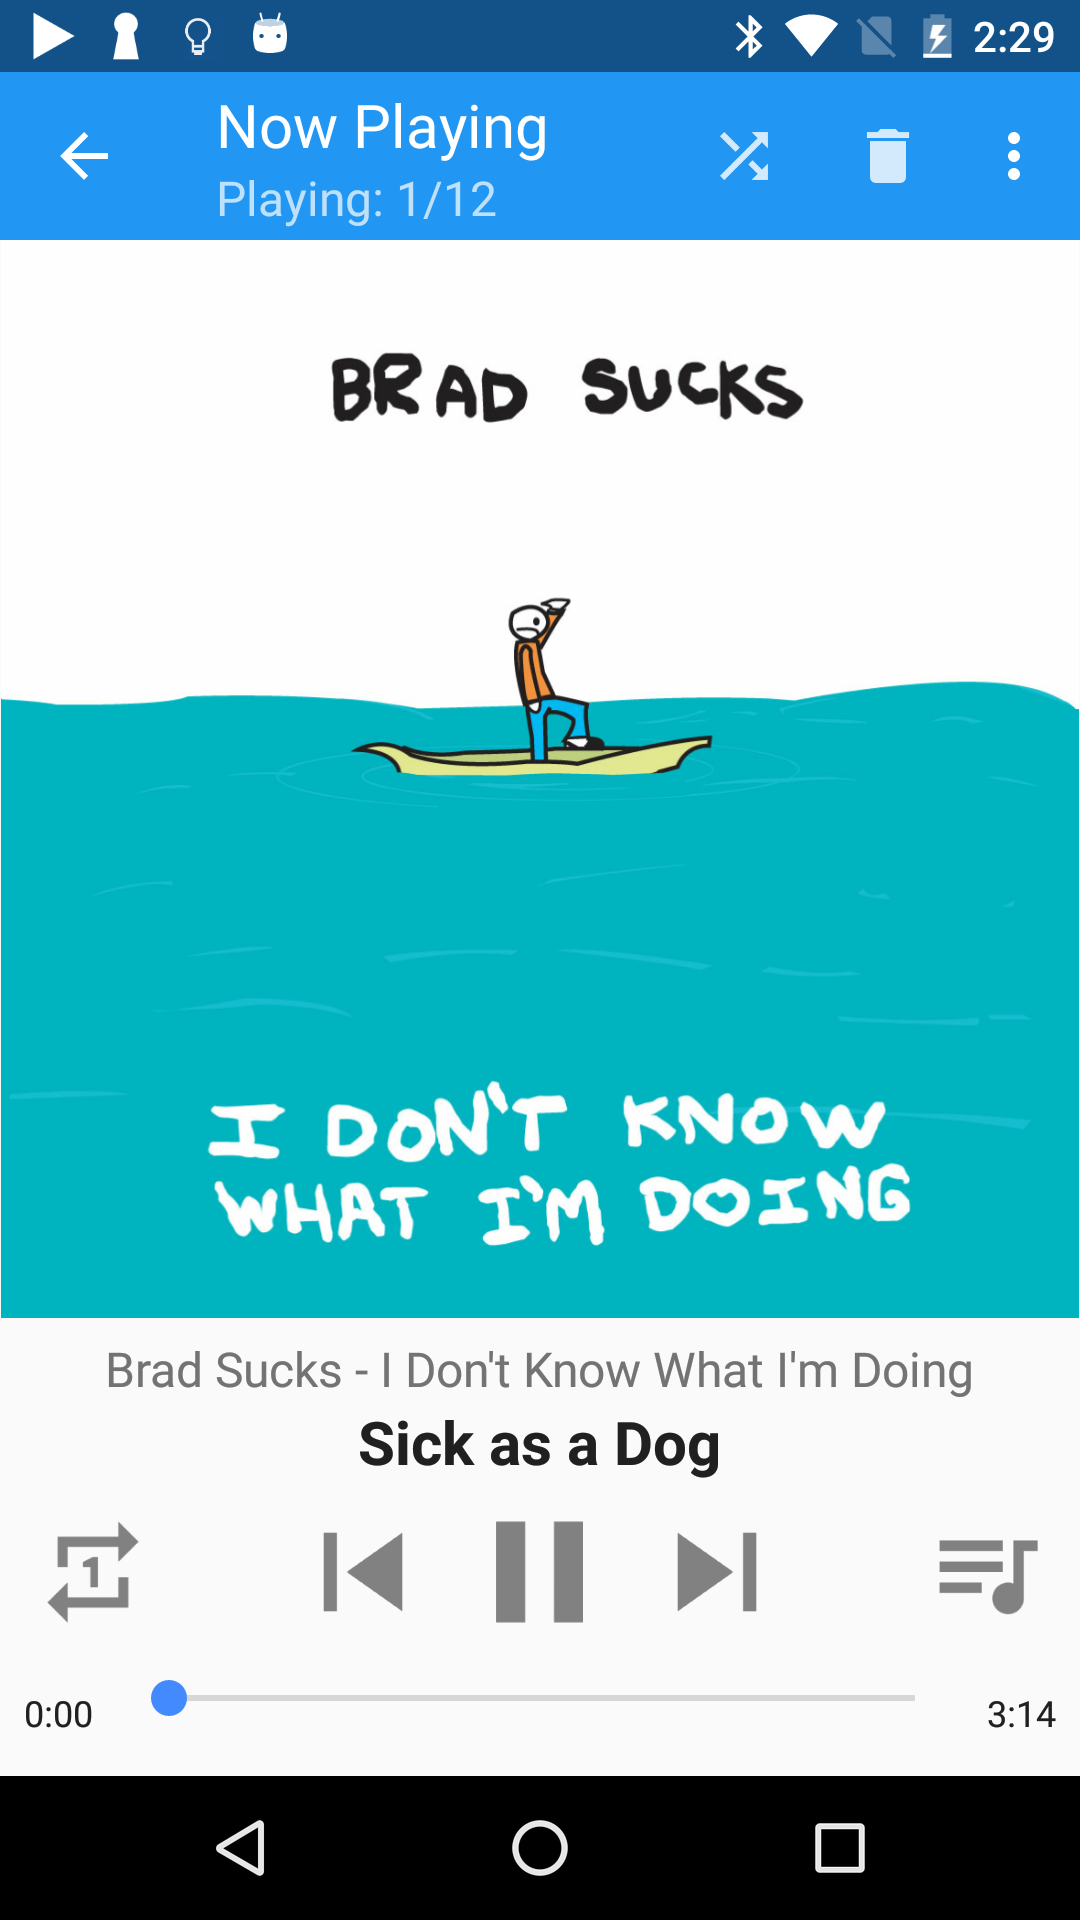 2:29
Now Playing
Playing: 1/12
BRAD SUCKS
I DON'T KNOW
WHAT I'M DOING
Brad Sucks - I Don't Know What I'm Doing
Sick as a Dog
1
0:00
3:14